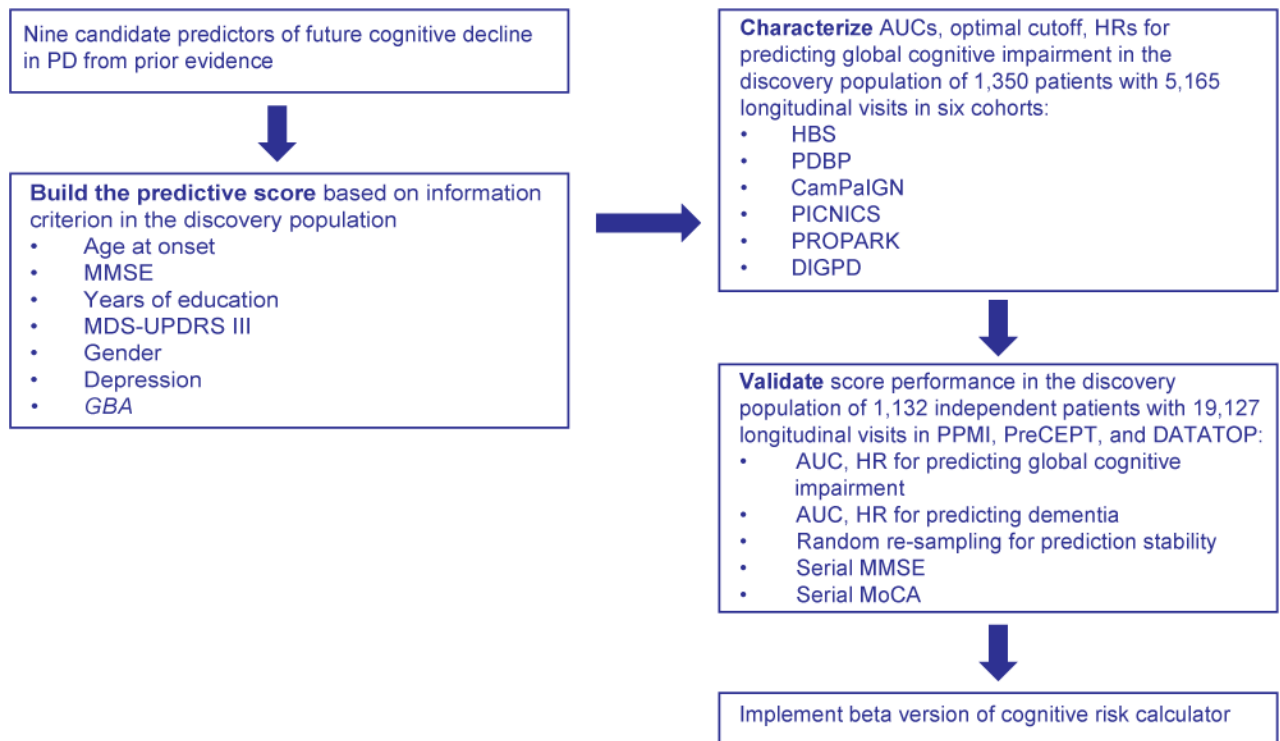 Nine candidate predictors of future cognitive decline
in PD from prior evidence
Build the predictive score based on information
criterion in the discovery population
• Age at onset
• MMSE
• Years of education
• MDS-UPDRS III
• Gender
• Depression
• GBA
Characterize AUCs, optimal cutoff, HRs for
predicting global cognitive impairment in the
discovery population of 1,350 patients with 5,165
longitudinal visits in six cohorts:
• HBS
• PDBP
• CamPaIGN
• PICNICS
• PROPARK
• DIGPD
Validate score performance in the discovery
population of 1,132 independent patients with 19,127
longitudinal visits in PPMI, PreCEPT, and DATATOP:
• AUC, HR for predicting global cognitive
impairment
• AUC, HR for predicting dementia
• Random re-sampling for prediction stability
• Serial MMSE
• Serial MoCA
Implement beta version of cognitive risk calculator